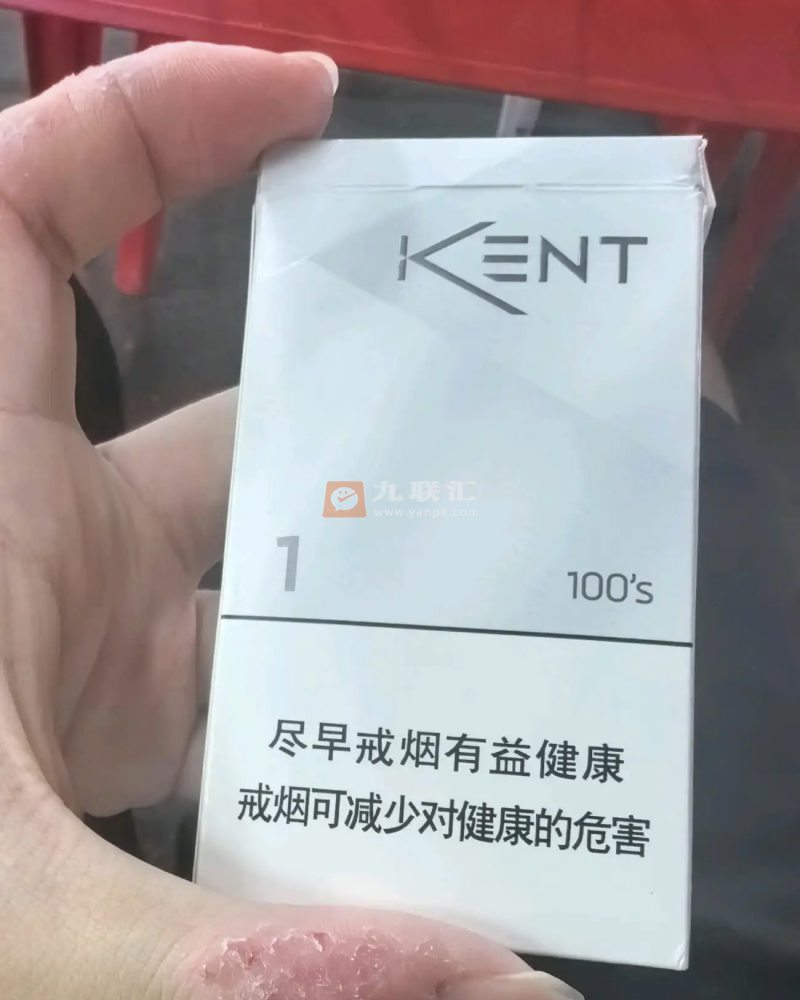 KENT
九联汇
www.yanpk.com
1
100's
尽早戒烟有益健康
戒烟可减少对健康的危害